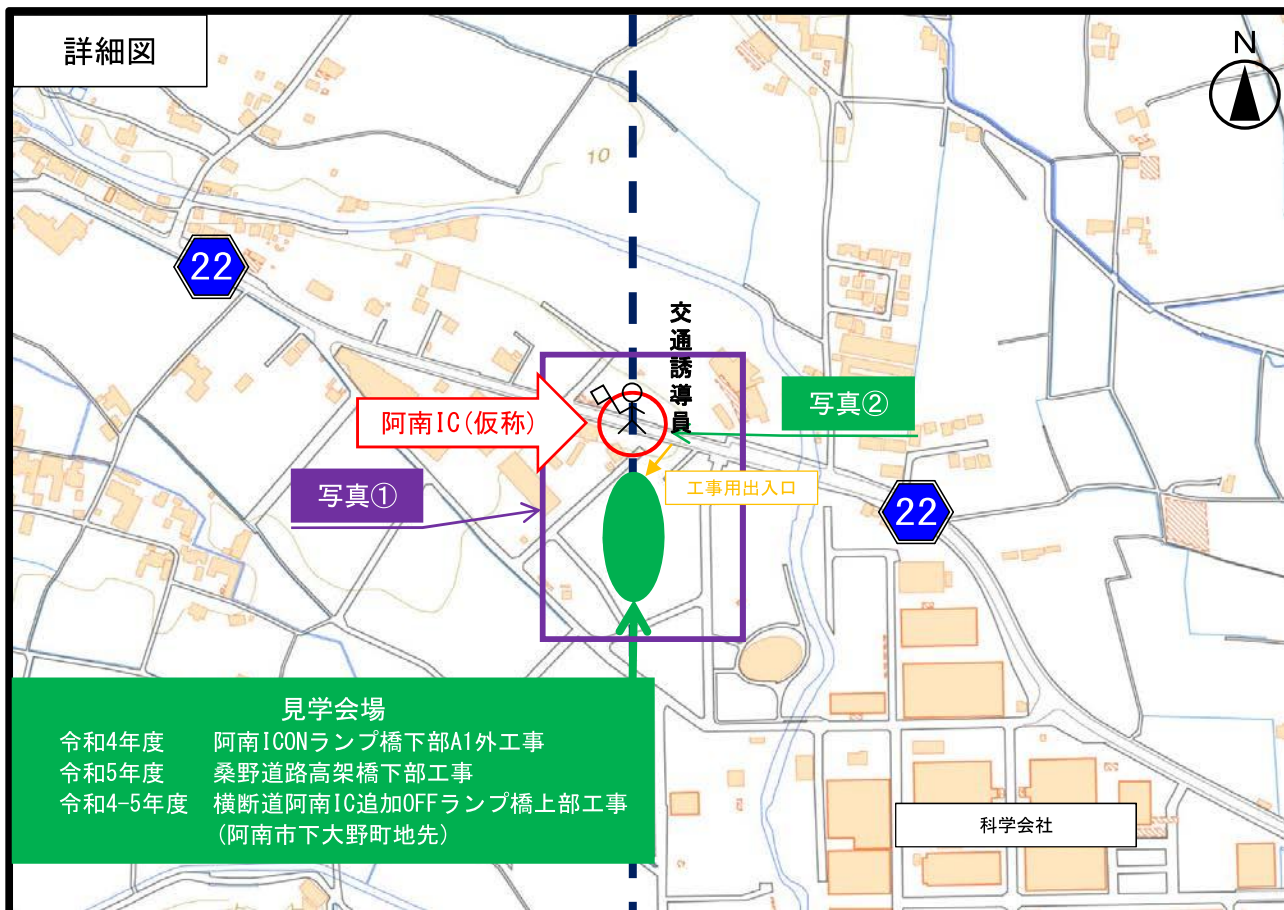 詳細図
N
10
22
交通誘導員
阿南IC(仮称)
写真②
写真①
工事用出入口
22
見学会場
令和4年度 阿南ICONランプ橋下部A1外工事
令和5年度 桑野道路高架橋下部工事
令和4-5年度 横断道阿南IC追加OFFランプ橋上部工事
(阿南市下大野町地先)
科学会社